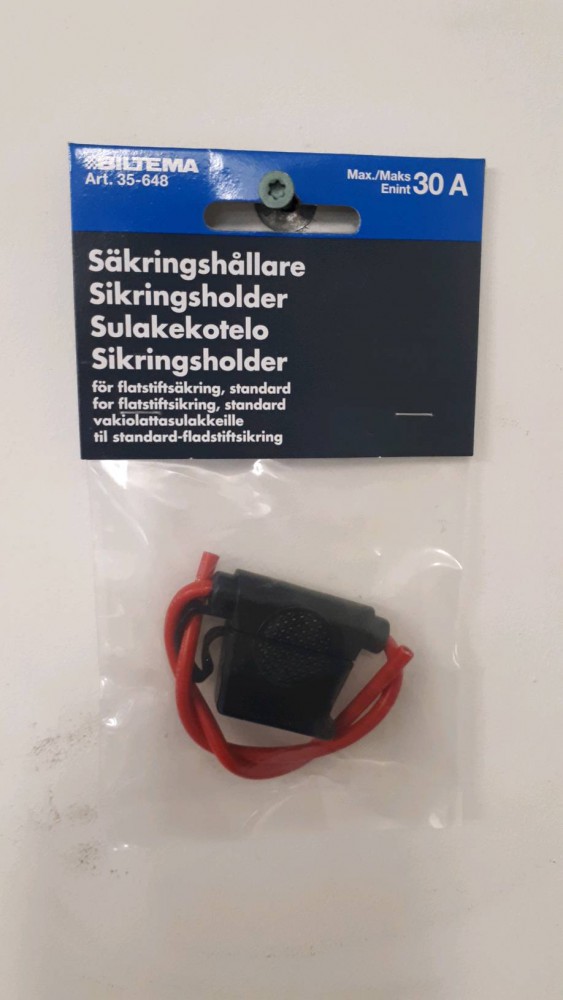 BILTEMA
Art. 35-648
Max./Maks
Enint 30 A
Säkringshållare
Sikringsholder
Sulakekotelo
Sikringsholder
för flatstiftsäkring, standard
for flatstiftsikring, standard
vakiolattasulakkeille
til standard-fladstiftsikring